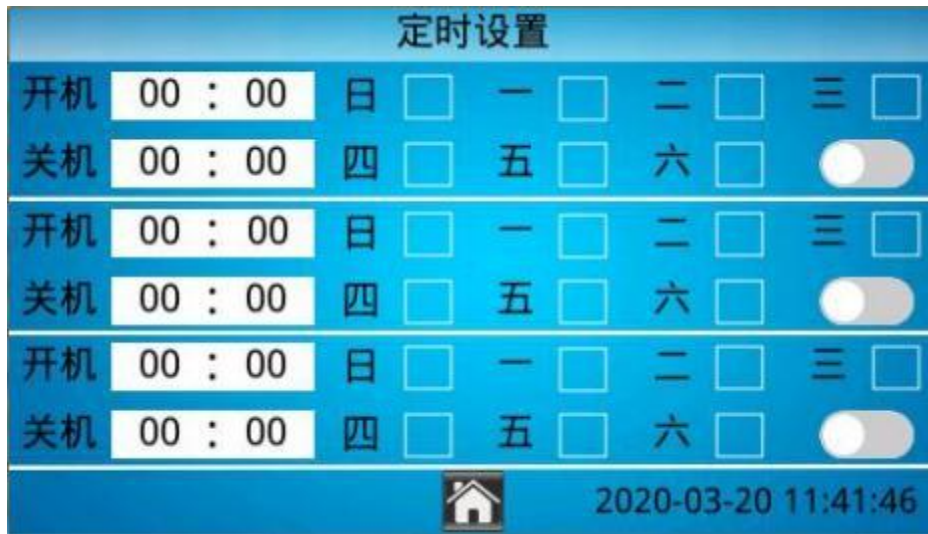 定时设置
开机 00 : 00 日 一 二 三
关机 00 : 00 四 五 六
开机 00 : 00 日 一 二 三
关机 00 : 00 四 五 六
开机 00 : 00 日 一 二 三
关机 00 : 00 四 五 六
2020-03-20 11:41:46